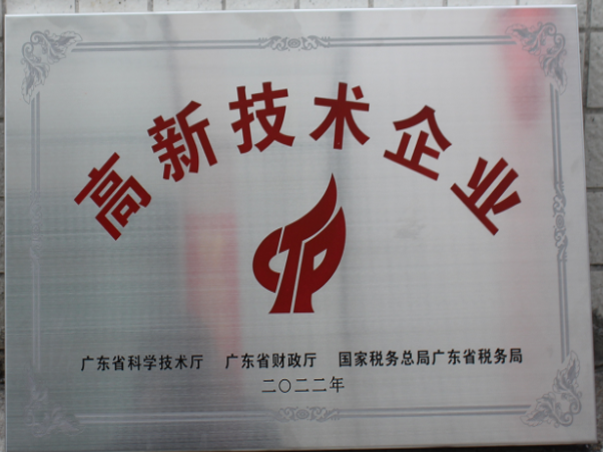 高新技术企业
CTP
广东省科学技术厅 广东省财政厅 国家税务总局广东省税务局
二〇二二年